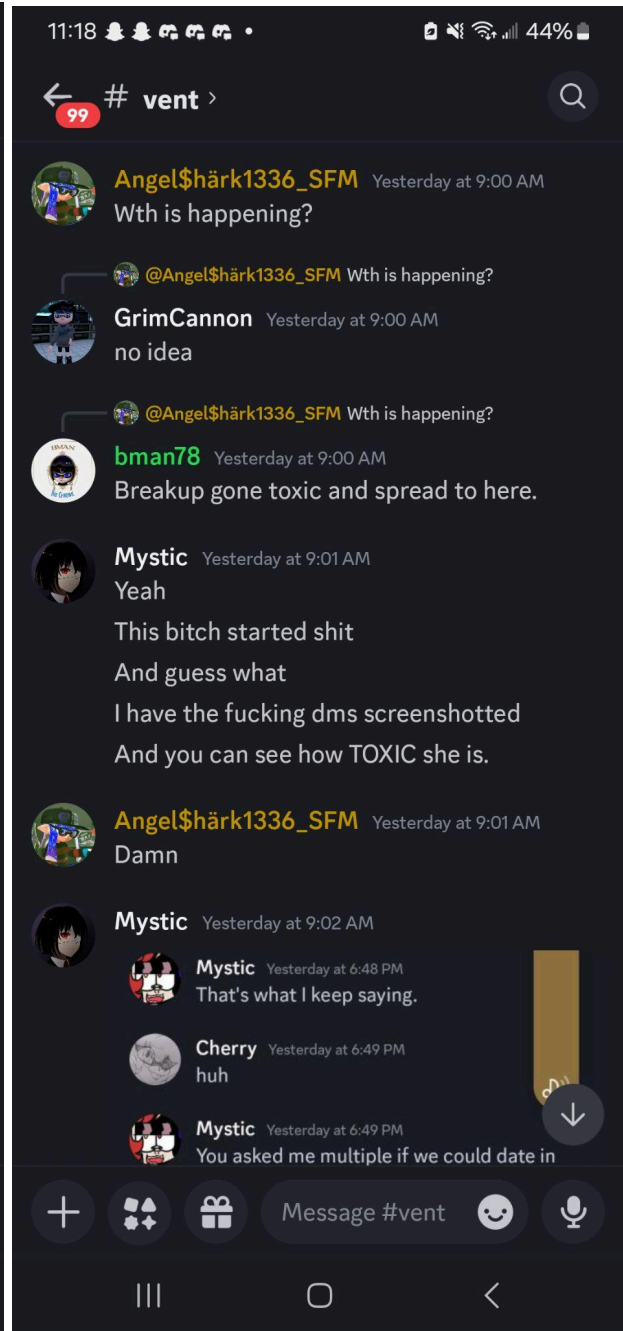 11:18 44%
99 # vent >
Angel$härk1336_SFM Yesterday at 9:00 AM
Wth is happening?
@Angel$härk1336_SFM Wth is happening?
GrimCannon Yesterday at 9:00 AM
no idea
@Angel$härk1336_SFM Wth is happening?
BMAN
bman78 Yesterday at 9:00 AM
Breakup gone toxic and spread to here.
Mystic Yesterday at 9:01 AM
Yeah
This bitch started shit
And guess what
I have the fucking dms screenshotted
And you can see how TOXIC she is.
Angel$härk1336_SFM Yesterday at 9:01 AM
Damn
Mystic Yesterday at 9:02 AM
Mystic Yesterday at 6:48 PM
That's what I keep saying.
Cherry Yesterday at 6:49 PM
huh
Mystic Yesterday at 6:49 PM
You asked me multiple if we could date in
Message #vent